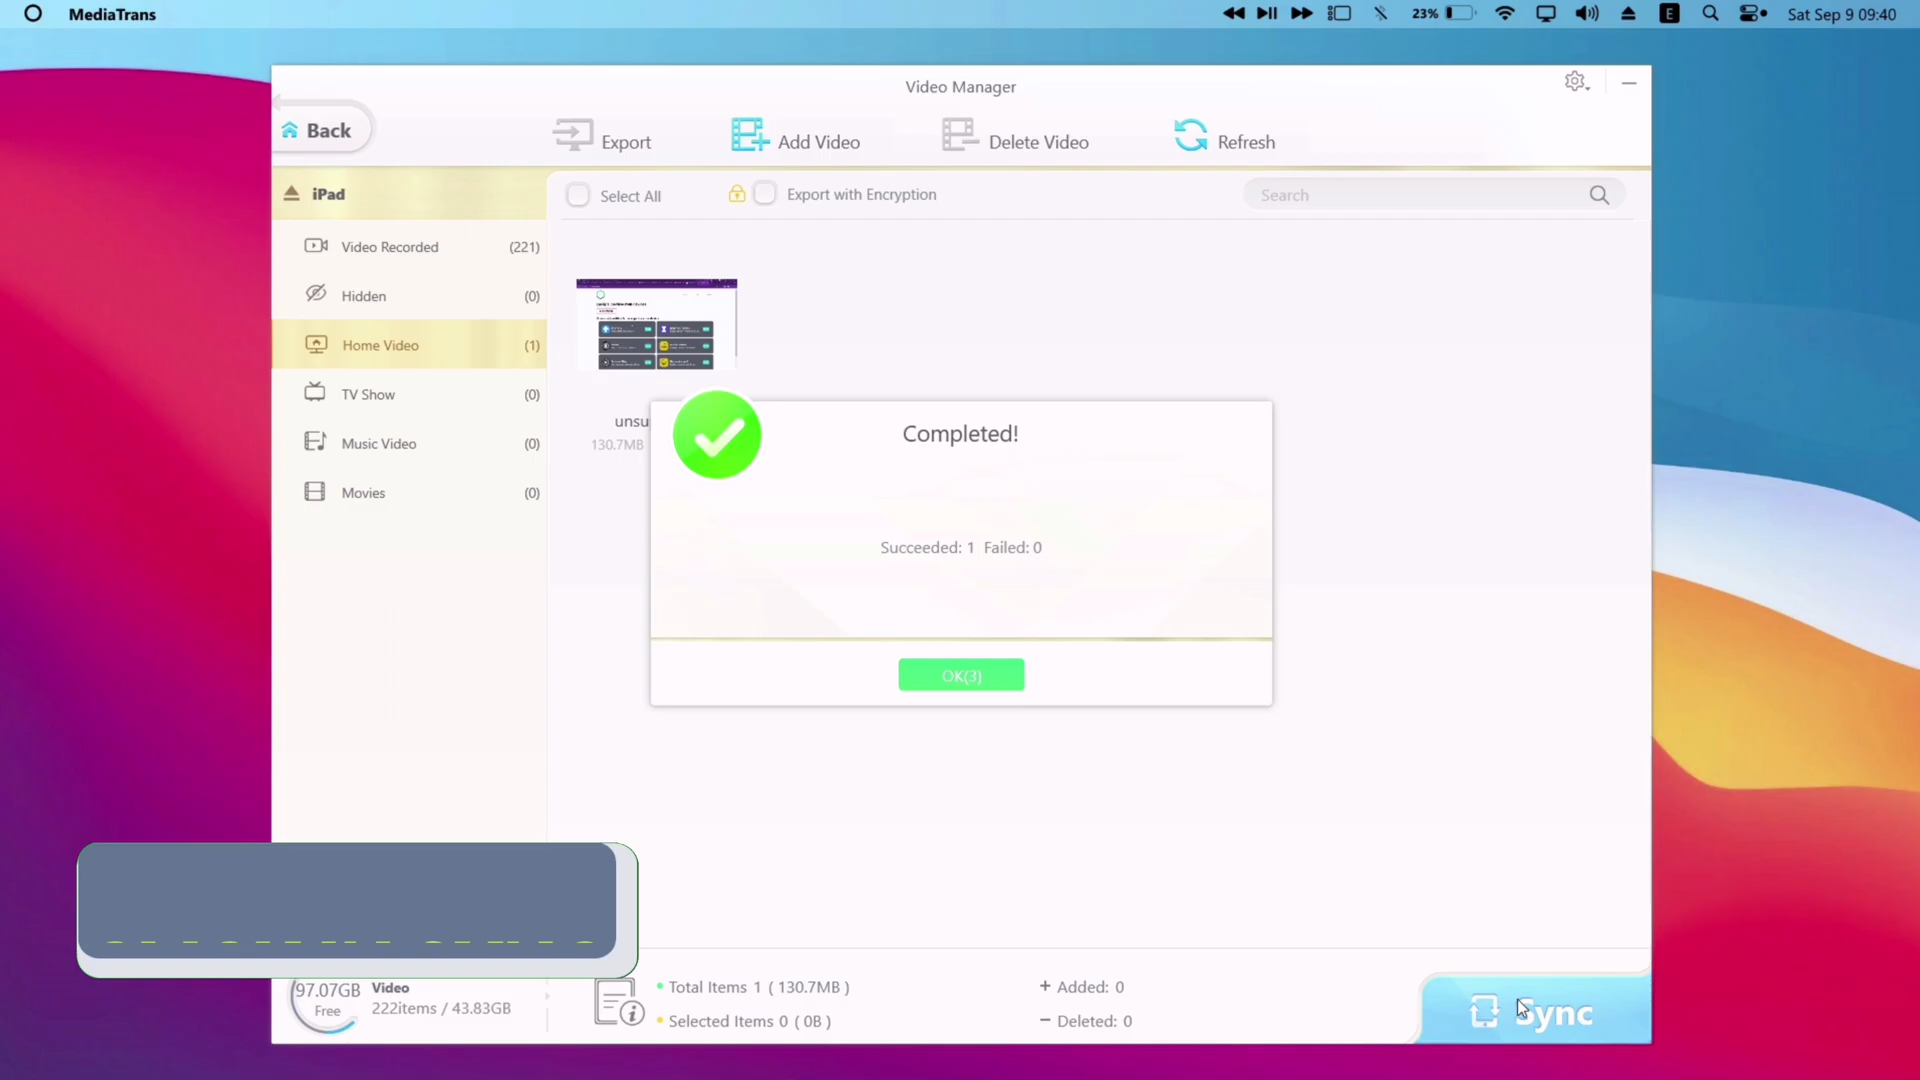 MediaTrans
23%
E
Sat Sep 9 09:40
Video Manager
Back
Export
Add Video
Delete Video
Refresh
iPad
Select All
Export with Encryption
Search
Video Recorded (221)
Hidden (0)
Home Video (1)
TV Show (0)
Music Video (0)
Movies (0)
unsu
130.7MB
Completed!
Succeeded: 1 Failed: 0
OK(3)
97.07GB
Free
Video
222items / 43.83GB
Total Items 1 ( 130.7MB )
Selected Items 0 ( 0B )
+ Added: 0
− Deleted: 0
Sync